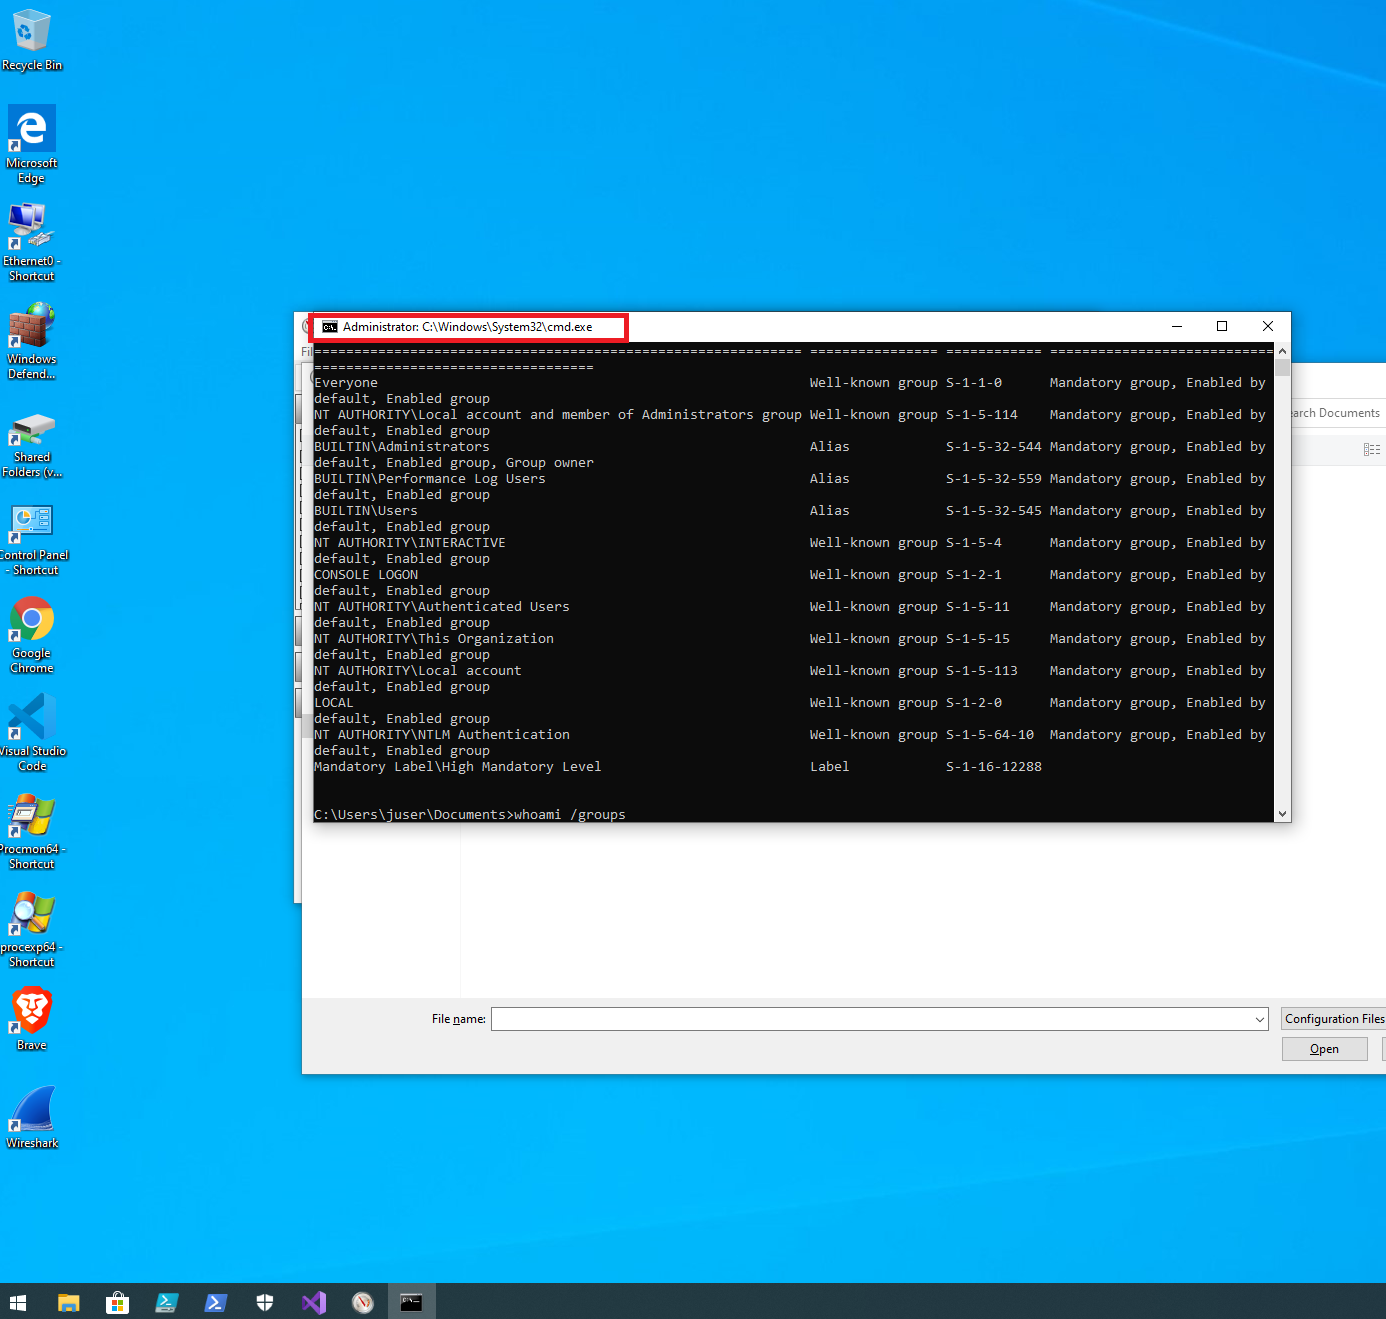 Recycle Bin
Microsoft
Edge
Ethernet0 -
Shortcut
Windows
Defend...
Shared
Folders (v...
Control Panel
- Shortcut
Google
Chrome
Visual Studio
Code
Procmon64 -
Shortcut
procexp64 -
Shortcut
Brave
Wireshark
Administrator: C:\Windows\System32\cmd.exe
Fil
============================================================= ================ ============ ============================
===================================
Everyone Well-known group S-1-1-0 Mandatory group, Enabled by
default, Enabled group
NT AUTHORITY\Local account and member of Administrators group Well-known group S-1-5-114 Mandatory group, Enabled by
default, Enabled group
BUILTIN\Administrators Alias S-1-5-32-544 Mandatory group, Enabled by
default, Enabled group, Group owner
BUILTIN\Performance Log Users Alias S-1-5-32-559 Mandatory group, Enabled by
default, Enabled group
BUILTIN\Users Alias S-1-5-32-545 Mandatory group, Enabled by
default, Enabled group
NT AUTHORITY\INTERACTIVE Well-known group S-1-5-4 Mandatory group, Enabled by
default, Enabled group
CONSOLE LOGON Well-known group S-1-2-1 Mandatory group, Enabled by
default, Enabled group
NT AUTHORITY\Authenticated Users Well-known group S-1-5-11 Mandatory group, Enabled by
default, Enabled group
NT AUTHORITY\This Organization Well-known group S-1-5-15 Mandatory group, Enabled by
default, Enabled group
NT AUTHORITY\Local account Well-known group S-1-5-113 Mandatory group, Enabled by
default, Enabled group
LOCAL Well-known group S-1-2-0 Mandatory group, Enabled by
default, Enabled group
NT AUTHORITY\NTLM Authentication Well-known group S-1-5-64-10 Mandatory group, Enabled by
default, Enabled group
Mandatory Label\High Mandatory Level Label S-1-16-12288
C:\Users\juser\Documents>whoami /groups
earch Documents
File name:
Configuration Files
Open